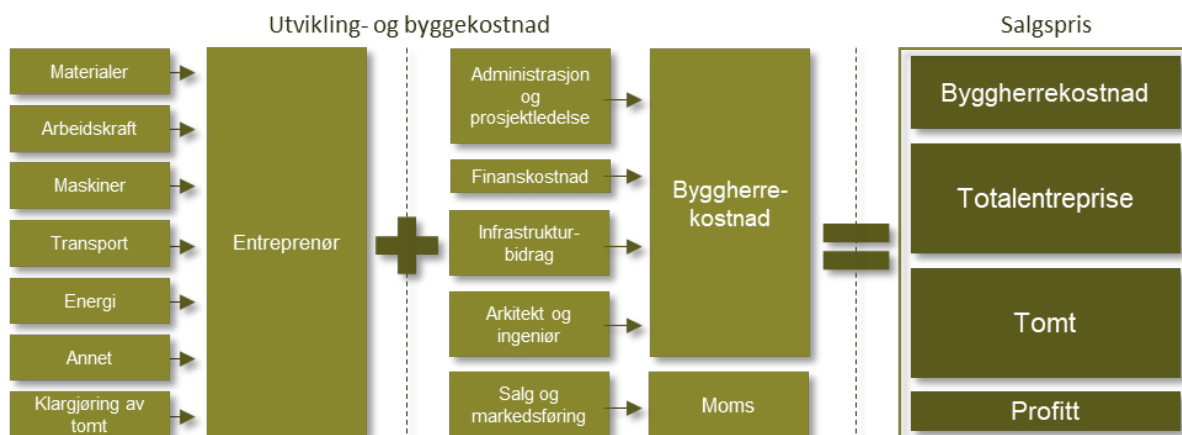 Utvikling- og byggekostnad
Materialer
Arbeidskraft
Maskiner
Transport
Energi
Annet
Klargjøring av
tomt
Entreprenør
Administrasjon
og
prosjektledelse
Finanskostnad
Infrastruktur-
bidrag
Arkitekt og
ingeniør
Salg og
markedsføring
Byggherre-
kostnad
Moms
Salgspris
Byggherrekostnad
Totalentreprise
Tomt
Profitt